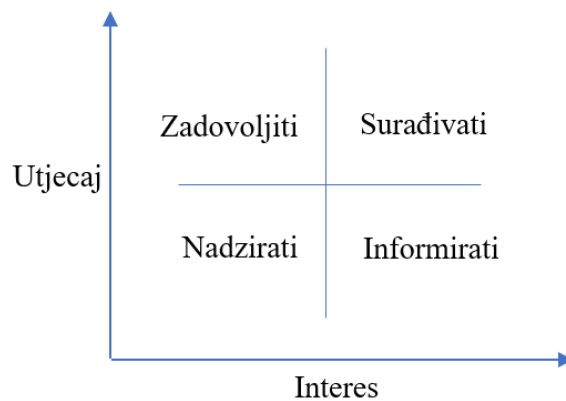 Zadovoljiti
Surađivati
Utjecaj
Nadzirati
Informirati
Interes